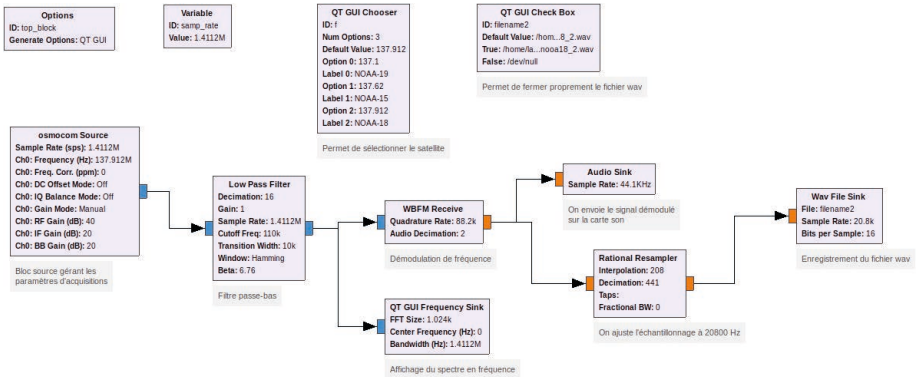 Options
ID: top_block
Generate Options: QT GUI
Variable
ID: samp_rate
Value: 1.4112M
QT GUI Chooser
ID: f
Num Options: 3
Default Value: 137.912
Option 0: 137.1
Label 0: NOAA-19
Option 1: 137.62
Label 1: NOAA-15
Option 2: 137.912
Label 2: NOAA-18
Permet de sélectionner le satellite
QT GUI Check Box
ID: filename2
Default Value: /hom...8_2.wav
True: /home/la...nooa18_2.wav
False: /dev/null
Permet de fermer proprement le fichier wav
osmocom Source
Sample Rate (sps): 1.4112M
Ch0: Frequency (Hz): 137.912M
Ch0: Freq. Corr. (ppm): 0
Ch0: DC Offset Mode: Off
Ch0: IQ Balance Mode: Off
Ch0: Gain Mode: Manual
Ch0: RF Gain (dB): 40
Ch0: IF Gain (dB): 20
Ch0: BB Gain (dB): 20
Bloc source gérant les
paramètres d'acquisitions
Low Pass Filter
Decimation: 16
Gain: 1
Sample Rate: 1.4112M
Cutoff Freq: 110k
Transition Width: 10k
Window: Hamming
Beta: 6.76
Filtre passe-bas
WBFM Receive
Quadrature Rate: 88.2k
Audio Decimation: 2
Démodulation de fréquence
QT GUI Frequency Sink
FFT Size: 1.024k
Center Frequency (Hz): 0
Bandwidth (Hz): 1.4112M
Affichage du spectre en fréquence
Audio Sink
Sample Rate: 44.1KHz
On envoie le signal démodulé
sur la carte son
Rational Resampler
Interpolation: 208
Decimation: 441
Taps:
Fractional BW: 0
On ajuste l'échantillonnage à 20800 Hz
Wav File Sink
File: filename2
Sample Rate: 20.8k
Bits per Sample: 16
Enregistrement du fichier wav